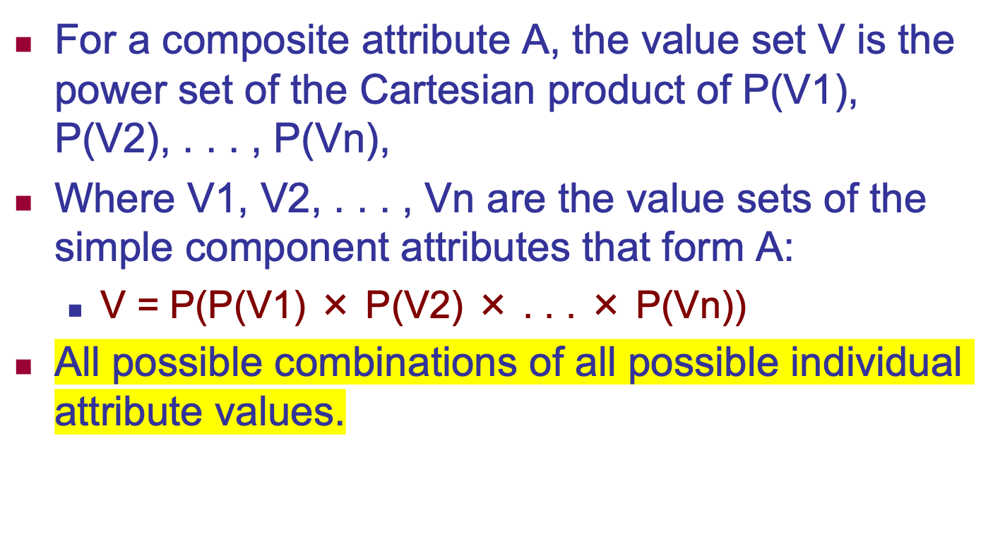 For a composite attribute A, the value set V is the
power set of the Cartesian product of P(V1),
P(V2), . . . , P(Vn),
Where V1, V2, . . . , Vn are the value sets of the
simple component attributes that form A:
V = P(P(V1) × P(V2) × . . . × P(Vn))
All possible combinations of all possible individual
attribute values.